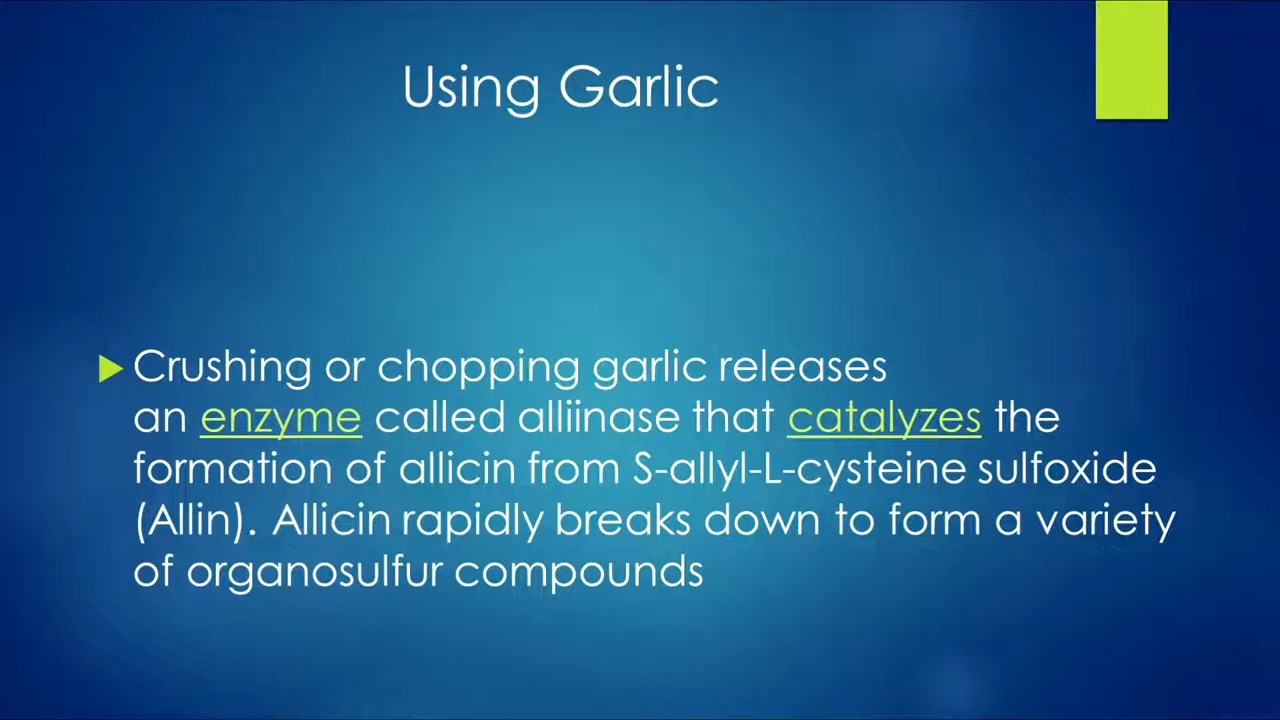 Using Garlic
Crushing or chopping garlic releases
an enzyme called alliinase that catalyzes the
formation of allicin from S-allyl-L-cysteine sulfoxide
(Allin). Allicin rapidly breaks down to form a variety
of organosulfur compounds